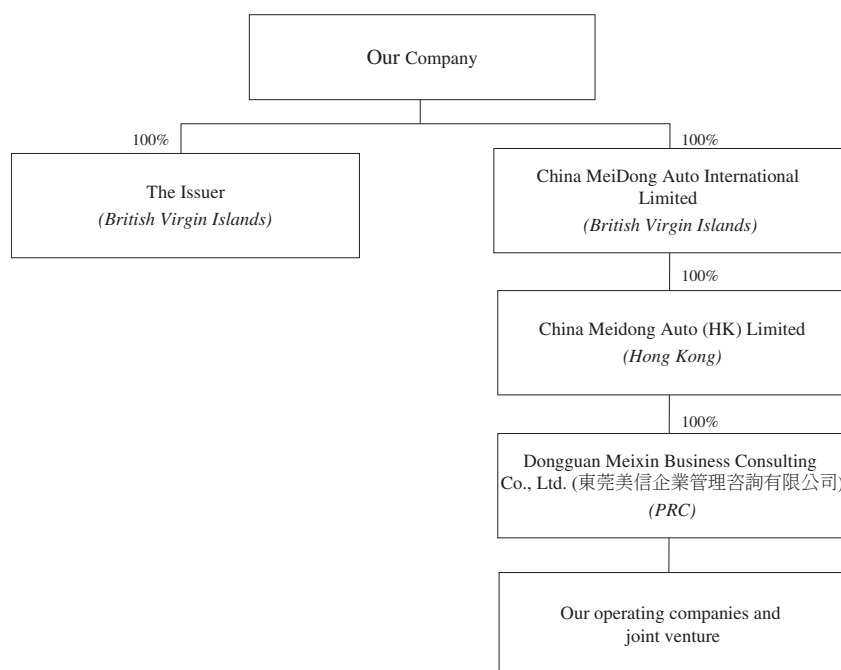 Our Company
100%
100%
The Issuer
(British Virgin Islands)
China MeiDong Auto International
Limited
(British Virgin Islands)
100%
China Meidong Auto (HK) Limited
(Hong Kong)
100%
Dongguan Meixin Business Consulting
Co., Ltd. (東莞美信企業管理咨詢有限公司)
(PRC)
Our operating companies and
joint venture